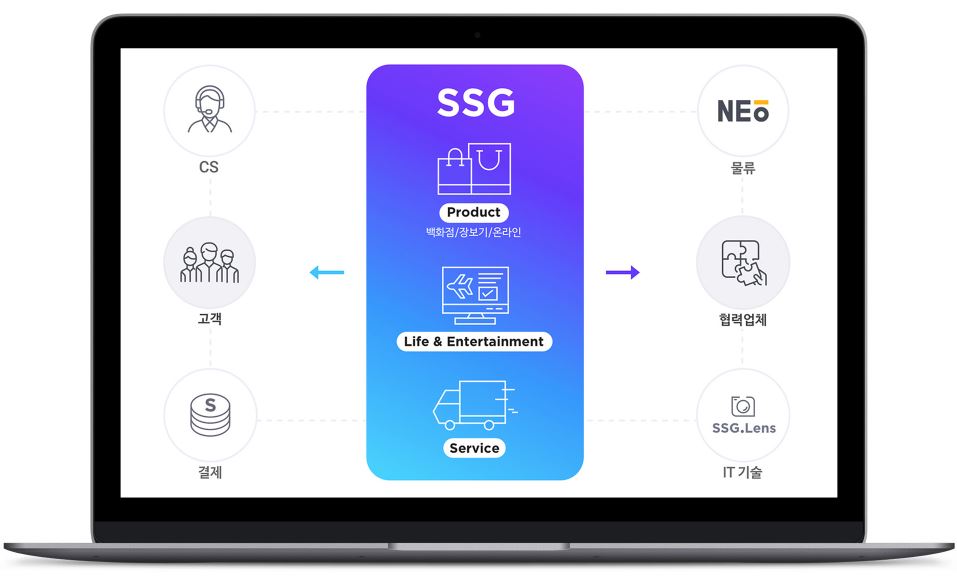 SSG
Product
백화점/장보기/온라인
Life & Entertainment
Service
CS
고객
S
결제
NEō
물류
협력업체
SSG.Lens
IT 기술